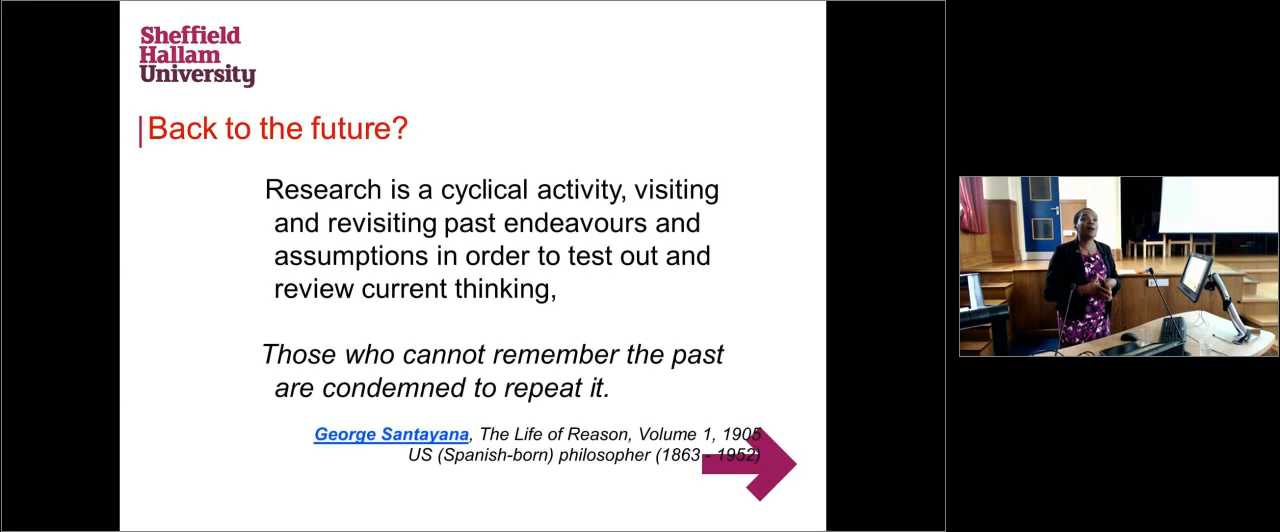 Sheffield
Hallam
University
Back to the future?
Research is a cyclical activity, visiting
and revisiting past endeavours and
assumptions in order to test out and
review current thinking,
Those who cannot remember the past
are condemned to repeat it.
George Santayana, The Life of Reason, Volume 1, 1905
US (Spanish-born) philosopher (1863 - 1952)